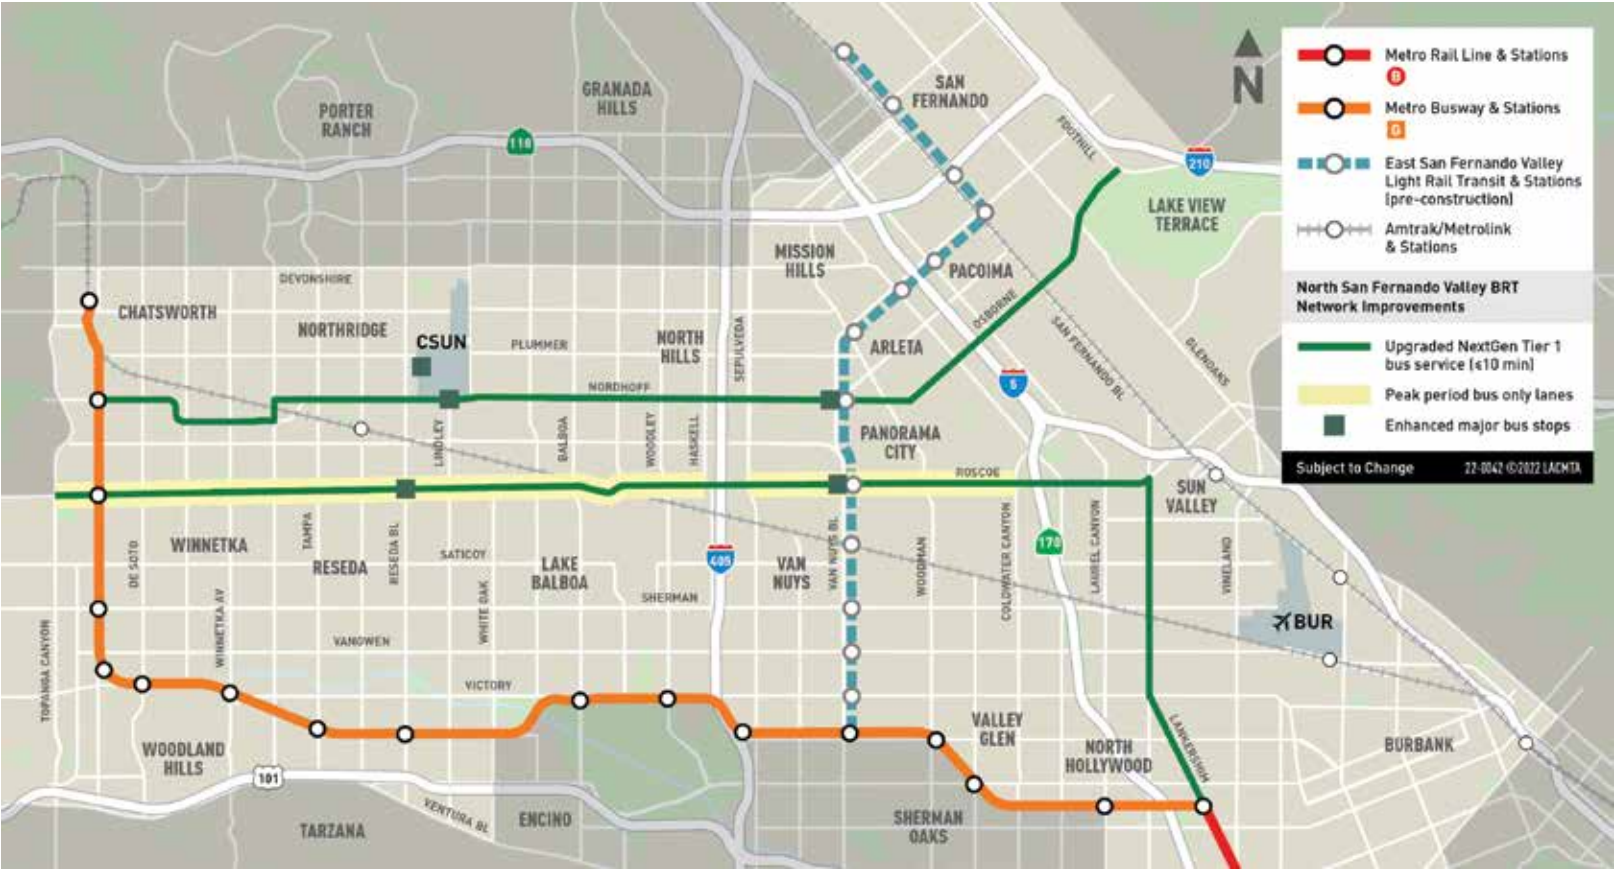 PORTER
RANCH
GRANADA
HILLS
118
SAN
FERNANDO
FOOTHILL
210
N
LAKE VIEW
TERRACE
MISSION
HILLS
PACOIMA
DEVONSHIRE
CHATSWORTH
NORTHRIDGE
CSUN
PLUMMER
NORTH
HILLS
SEPULVEDA
ARLETA
OSBORNE
SAN FERNANDO BL
GLENOAKS
5
NORDHOFF
LINDLEY
BALBOA
WOODLEY
HASKELL
PANORAMA
CITY
ROSCOE
SUN
VALLEY
WINNETKA
DE SOTO
TAMPA
RESEDA
RESEDA BL
SATICOY
WHITE OAK
LAKE
BALBOA
SHERMAN
405
VAN
NUYS
VAN NUYS BL
WOODMAN
COLDWATER CANYON
170
LAUREL CANYON
VINELAND
BUR
TOPANGA CANYON
WINNETKA AV
VANOWEN
VICTORY
WOODLAND
HILLS
101
TARZANA
VENTURA BL
ENCINO
VALLEY
GLEN
NORTH
HOLLYWOOD
LANKERSHIM
SHERMAN
OAKS
BURBANK
Metro Rail Line & Stations
B
Metro Busway & Stations
G
East San Fernando Valley
Light Rail Transit & Stations
(pre-construction)
Amtrak/Metrolink
& Stations
North San Fernando Valley BRT
Network Improvements
Upgraded NextGen Tier 1
bus service (≤10 min)
Peak period bus only lanes
Enhanced major bus stops
Subject to Change 22-0042 ©2022 LACMTA